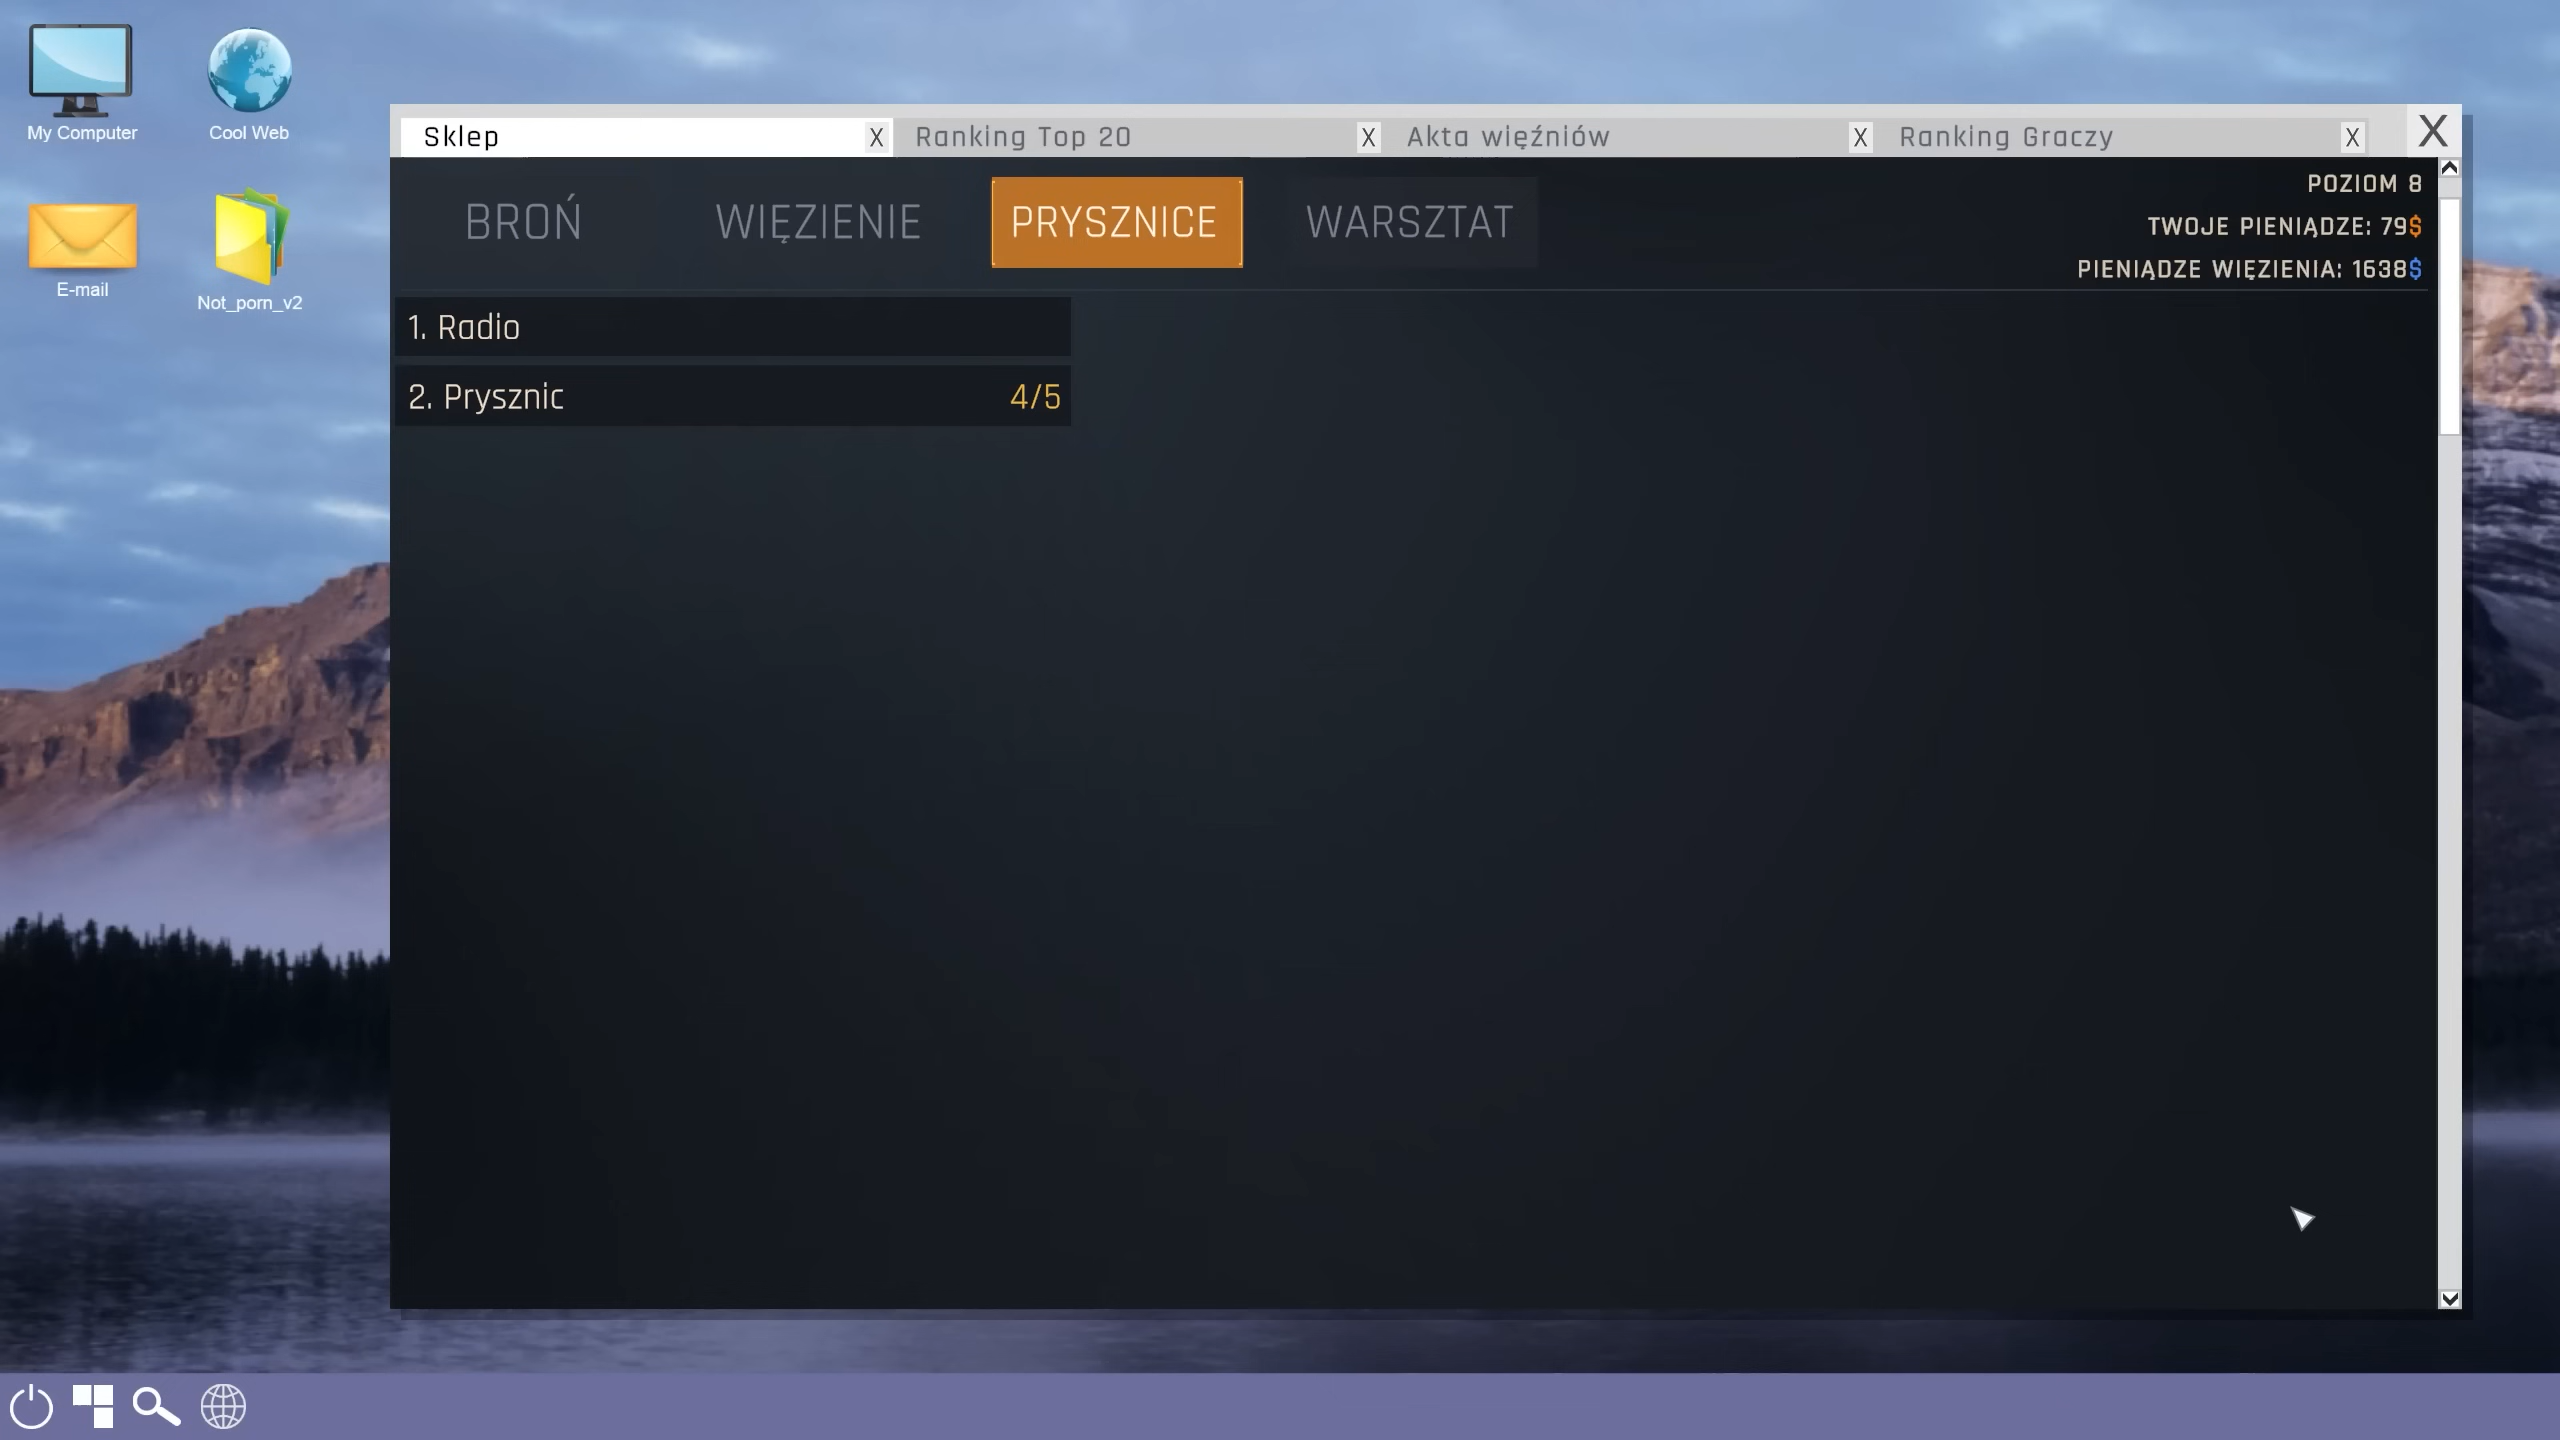 My Computer
Cool Web
E-mail
Not_porn_v2
Sklep X
Ranking Top 20 X
Akta więźniów X
Ranking Graczy X
X
BROŃ
WIĘZIENIE
PRYSZNICE
WARSZTAT
POZIOM 8
TWOJE PIENIĄDZE: 79$
PIENIĄDZE WIĘZIENIA: 1638$
1. Radio
2. Prysznic 4/5